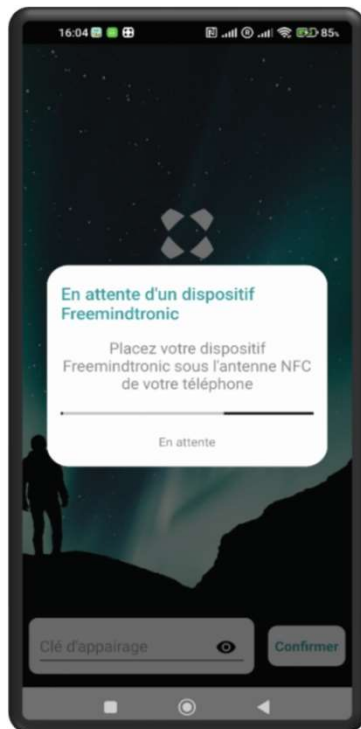 16:04 85%
En attente d'un dispositif
Freemindtronic
Placez votre dispositif
Freemindtronic sous l'antenne NFC
de votre téléphone
En attente
Clé d'appairage
Confirmer